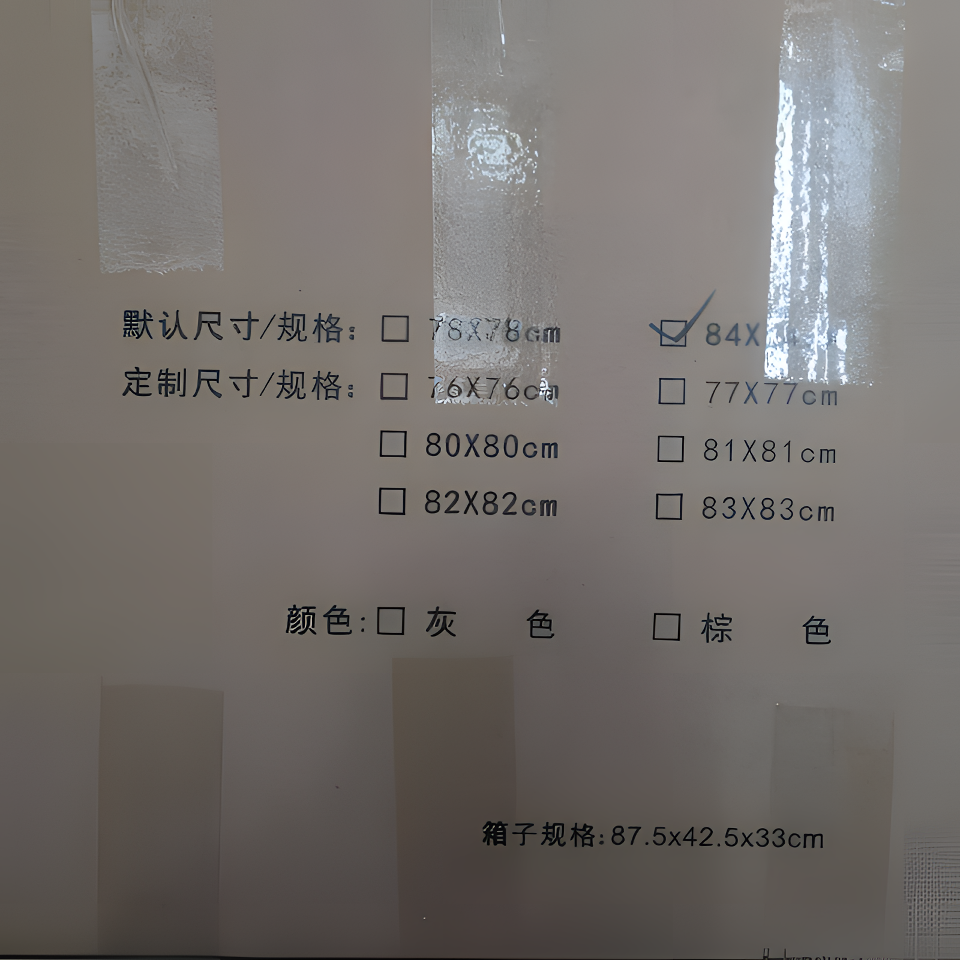 默认尺寸/规格: □ 78X78cm ☑ 84X
定制尺寸/规格: □ 76X76cm □ 77X77cm
□ 80X80cm □ 81X81cm
□ 82X82cm □ 83X83cm
颜色: □ 灰 色 □ 棕 色
箱子规格:87.5x42.5x33cm